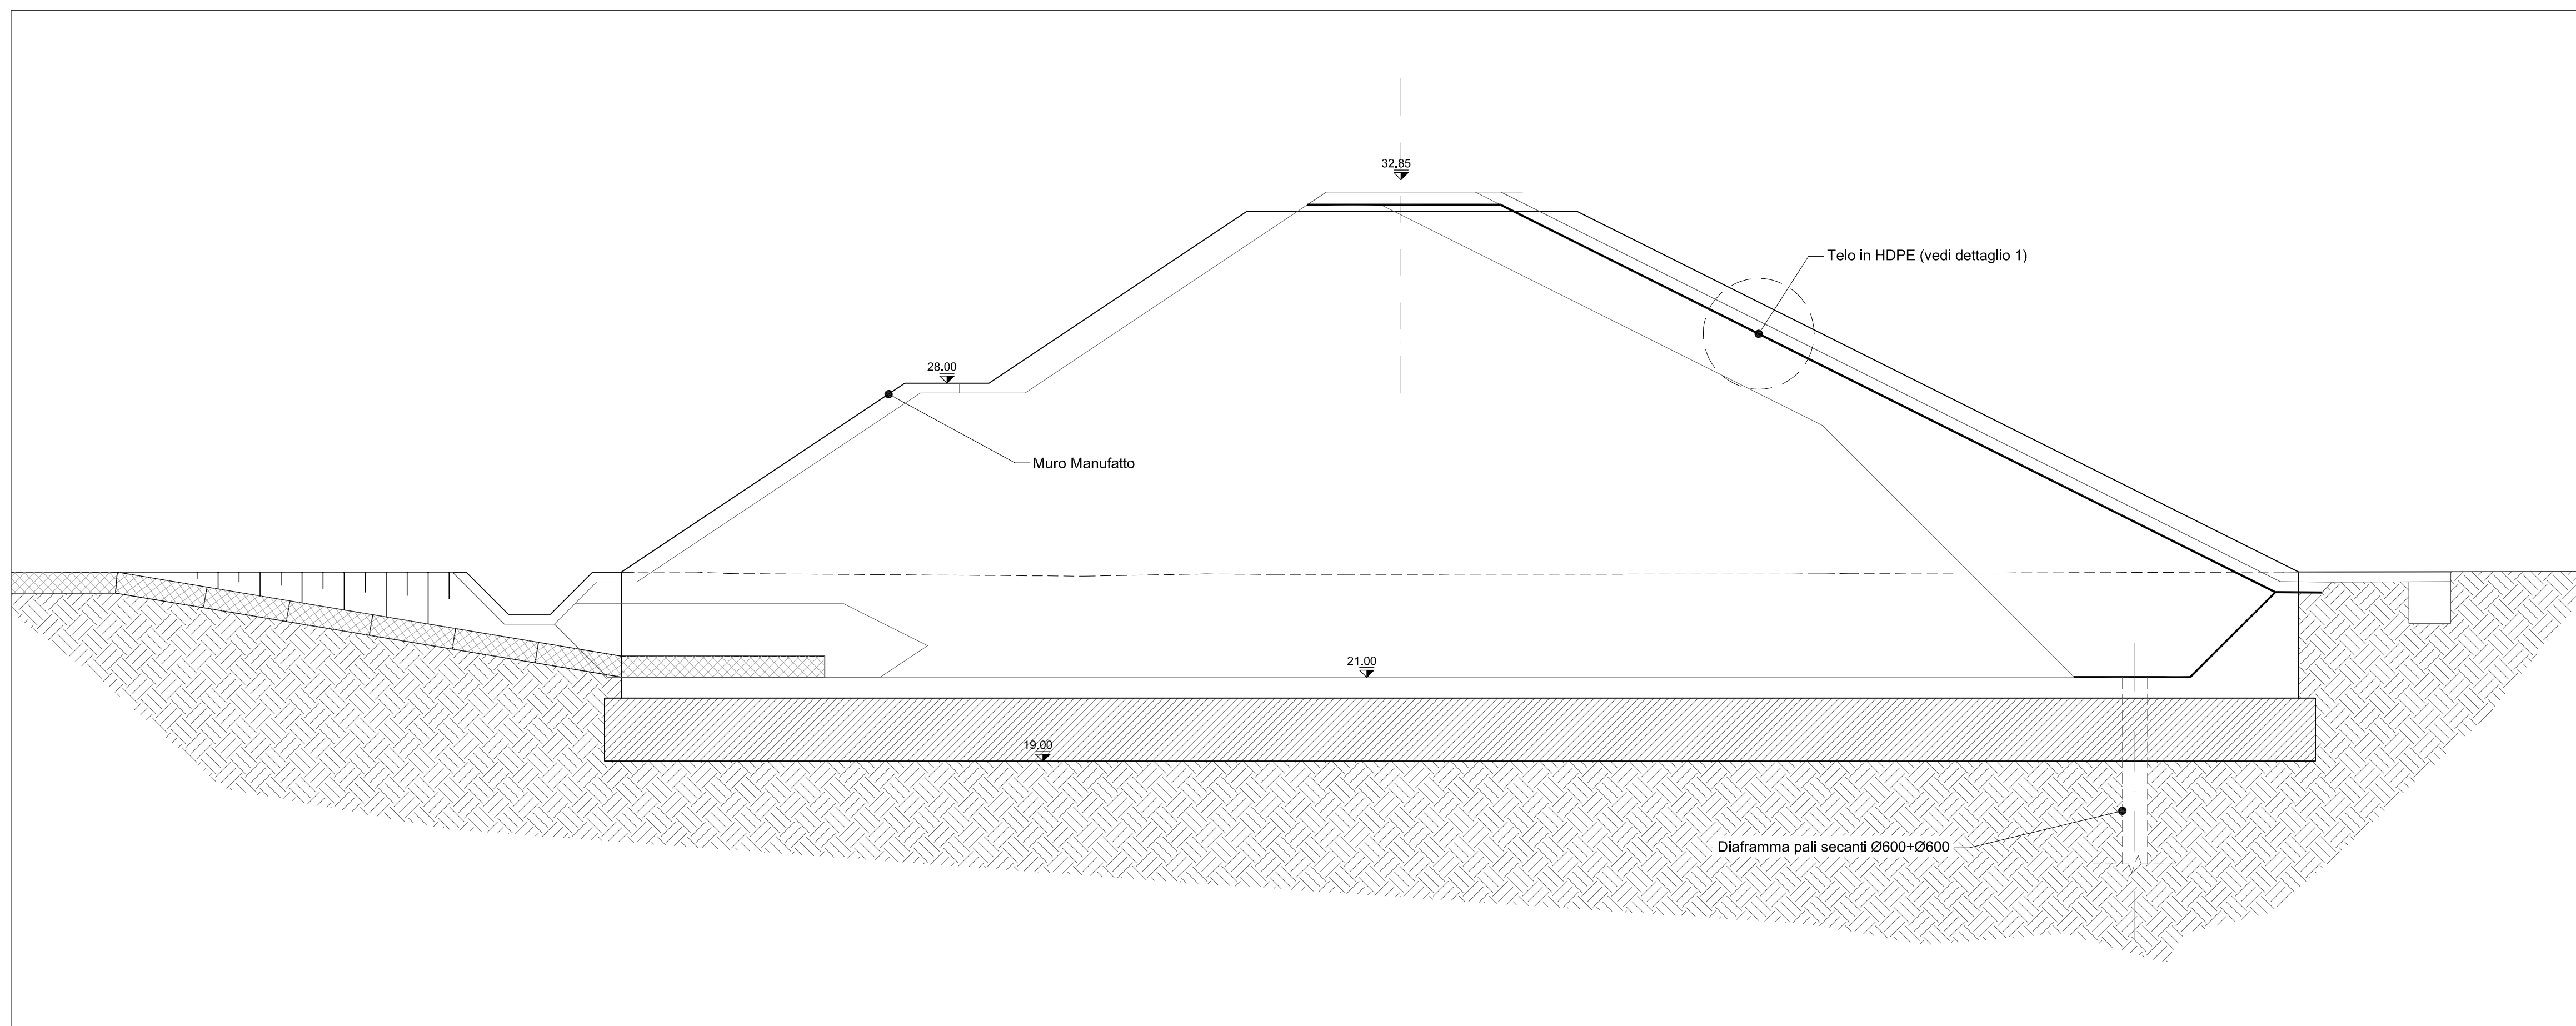 32.85
Telo in HDPE (vedi dettaglio 1)
28.00
Muro Manufatto
21.00
19.00
Diaframma pali secanti Ø600+Ø600